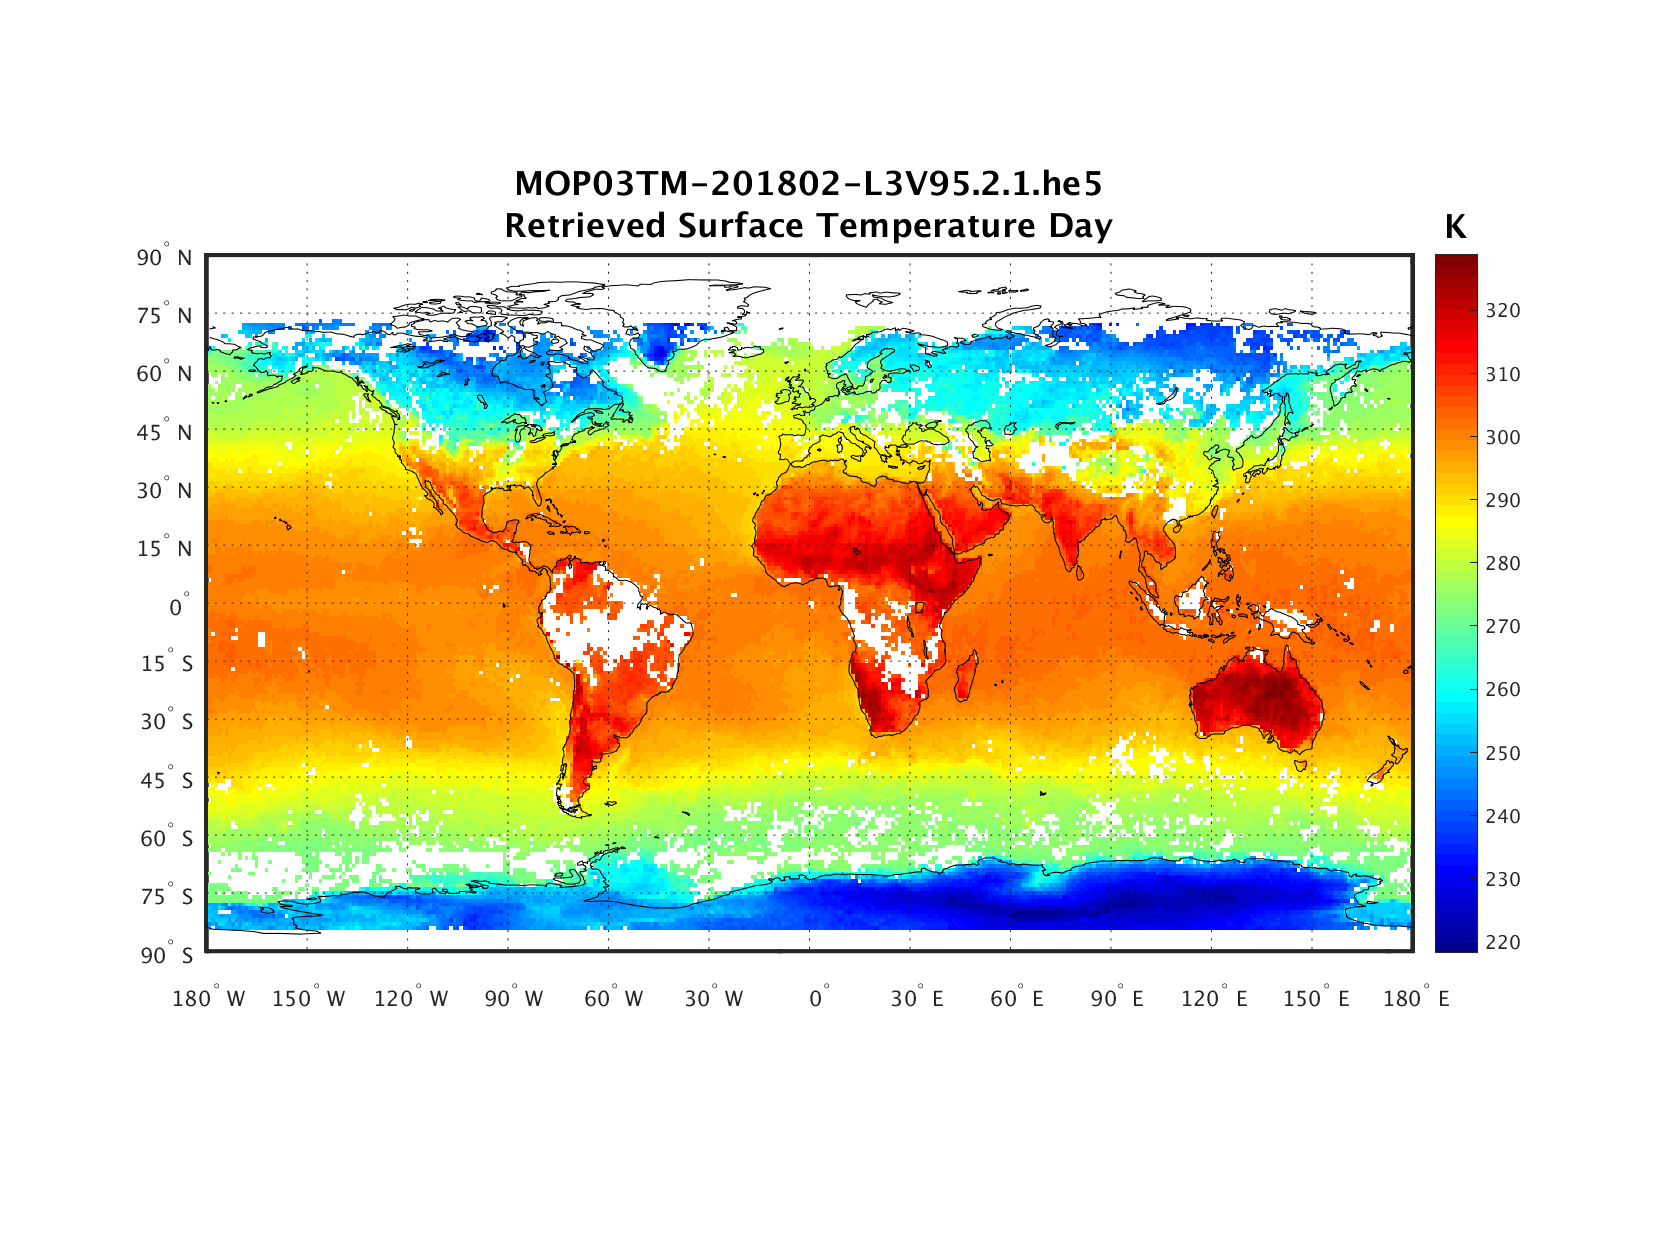 MOP03TM-201802-L3V95.2.1.he5
Retrieved Surface Temperature Day
K
90° N
75° N
60° N
45° N
30° N
15° N
0°
15° S
30° S
45° S
60° S
75° S
90° S
180° W 150° W 120° W 90° W 60° W 30° W 0° 30° E 60° E 90° E 120° E 150° E 180° E
320
310
300
290
280
270
260
250
240
230
220